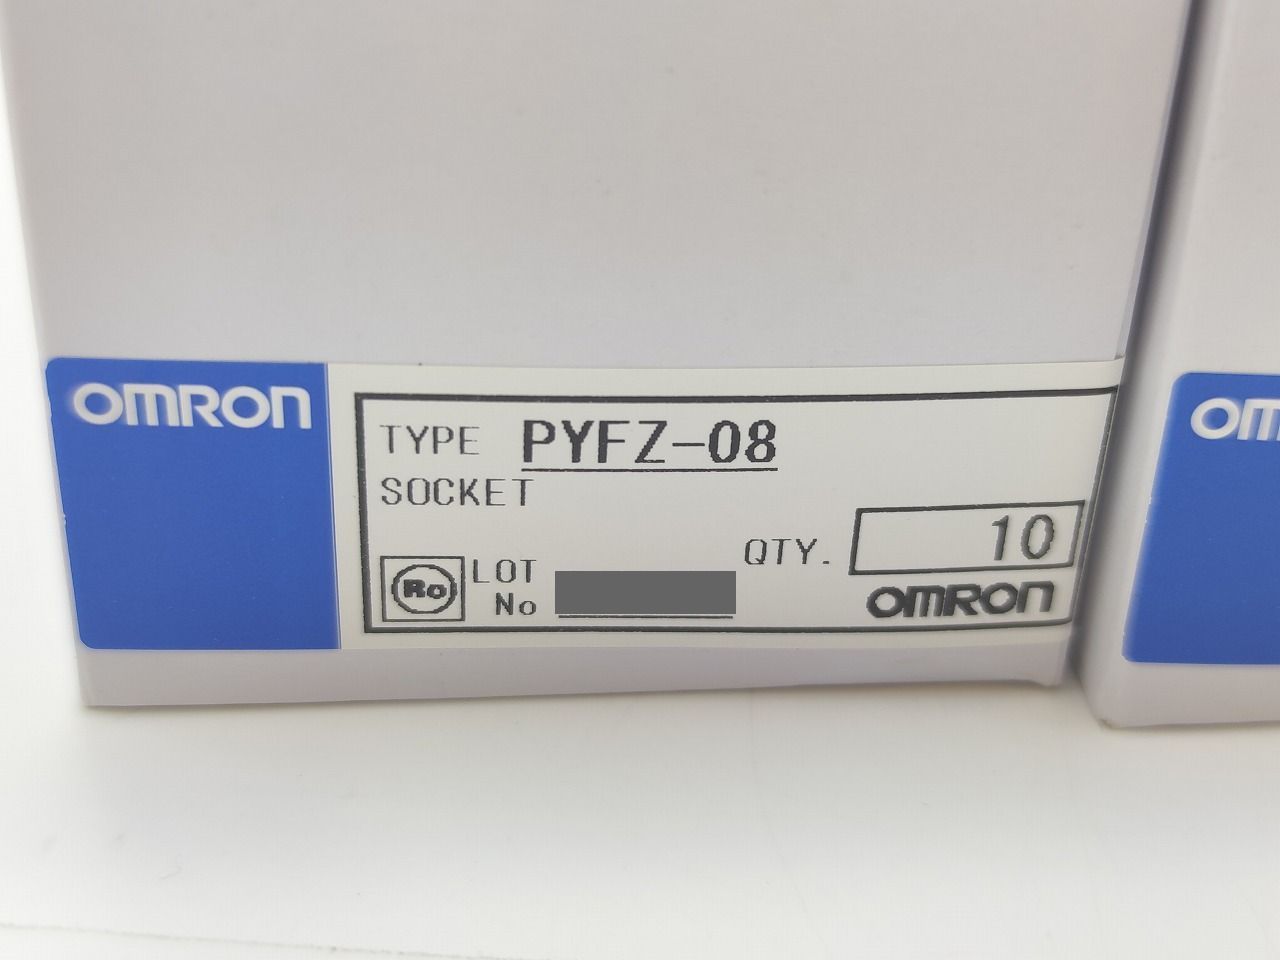 OMRON
TYPE PYFZ-08
SOCKET
QTY. 10
Ro LOT
No
OMRON
OM